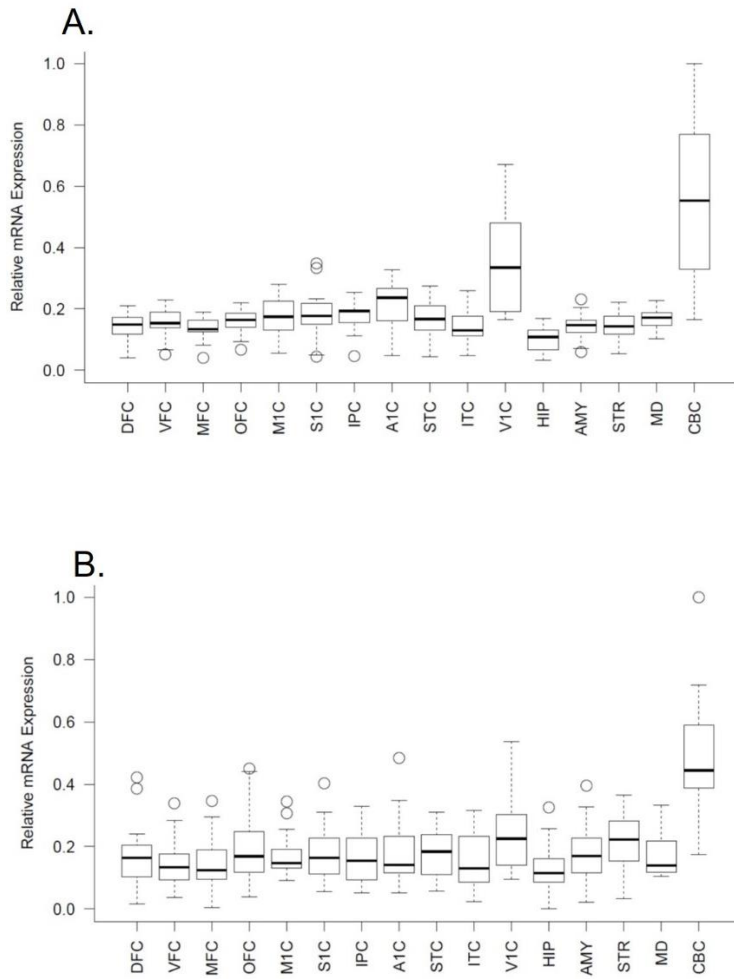 A.
Relative mRNA Expression
1.0
0.8
0.6
0.4
0.2
0.0
DFC VFC MFC OFC M1C S1C IPC A1C STC ITC V1C HIP AMY STR MD CBC
B.
Relative mRNA Expression
1.0
0.8
0.6
0.4
0.2
0.0
DFC VFC MFC OFC M1C S1C IPC A1C STC ITC V1C HIP AMY STR MD CBC